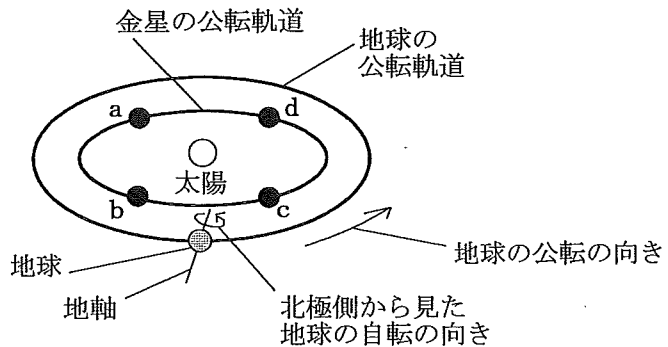 金星の公転軌道
地球の
公転軌道
a
d
太陽
b
c
地球の公転の向き
地球
地軸
北極側から見た
地球の自転の向き